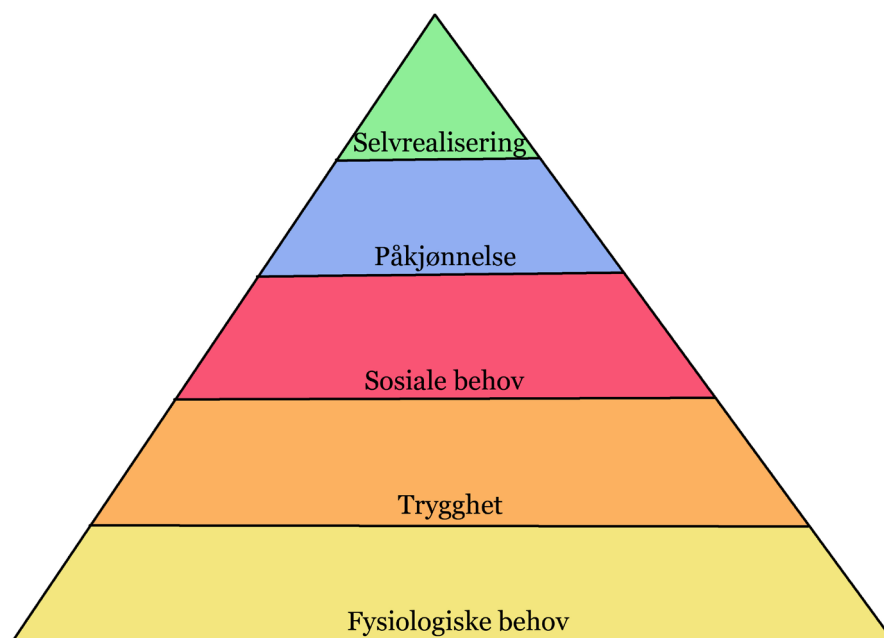 Selvrealisering
Påkjønnelse
Sosiale behov
Trygghet
Fysiologiske behov